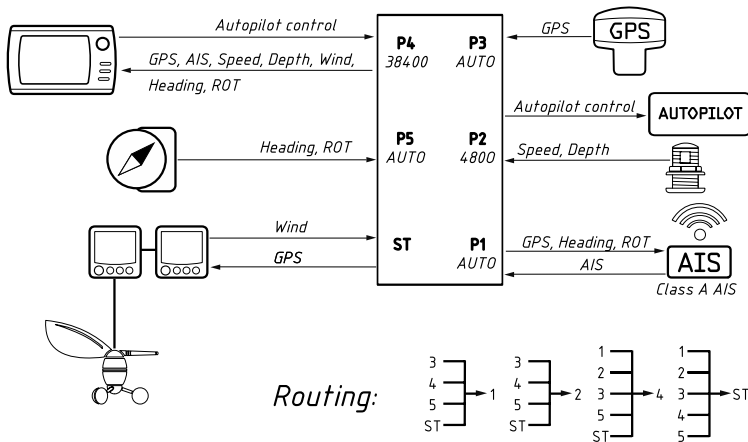 Autopilot control
GPS, AIS, Speed, Depth, Wind,
Heading, ROT
P4
38400
P3
AUTO
GPS
GPS
Autopilot control
AUTOPILOT
Heading, ROT
P5
AUTO
P2
4800
Speed, Depth
Wind
GPS
ST
P1
AUTO
GPS, Heading, ROT
AIS
AIS
Class A AIS
Routing:
3
4
5
ST
1
3
4
5
ST
2
1
2
3
5
ST
4
1
2
3
4
5
ST